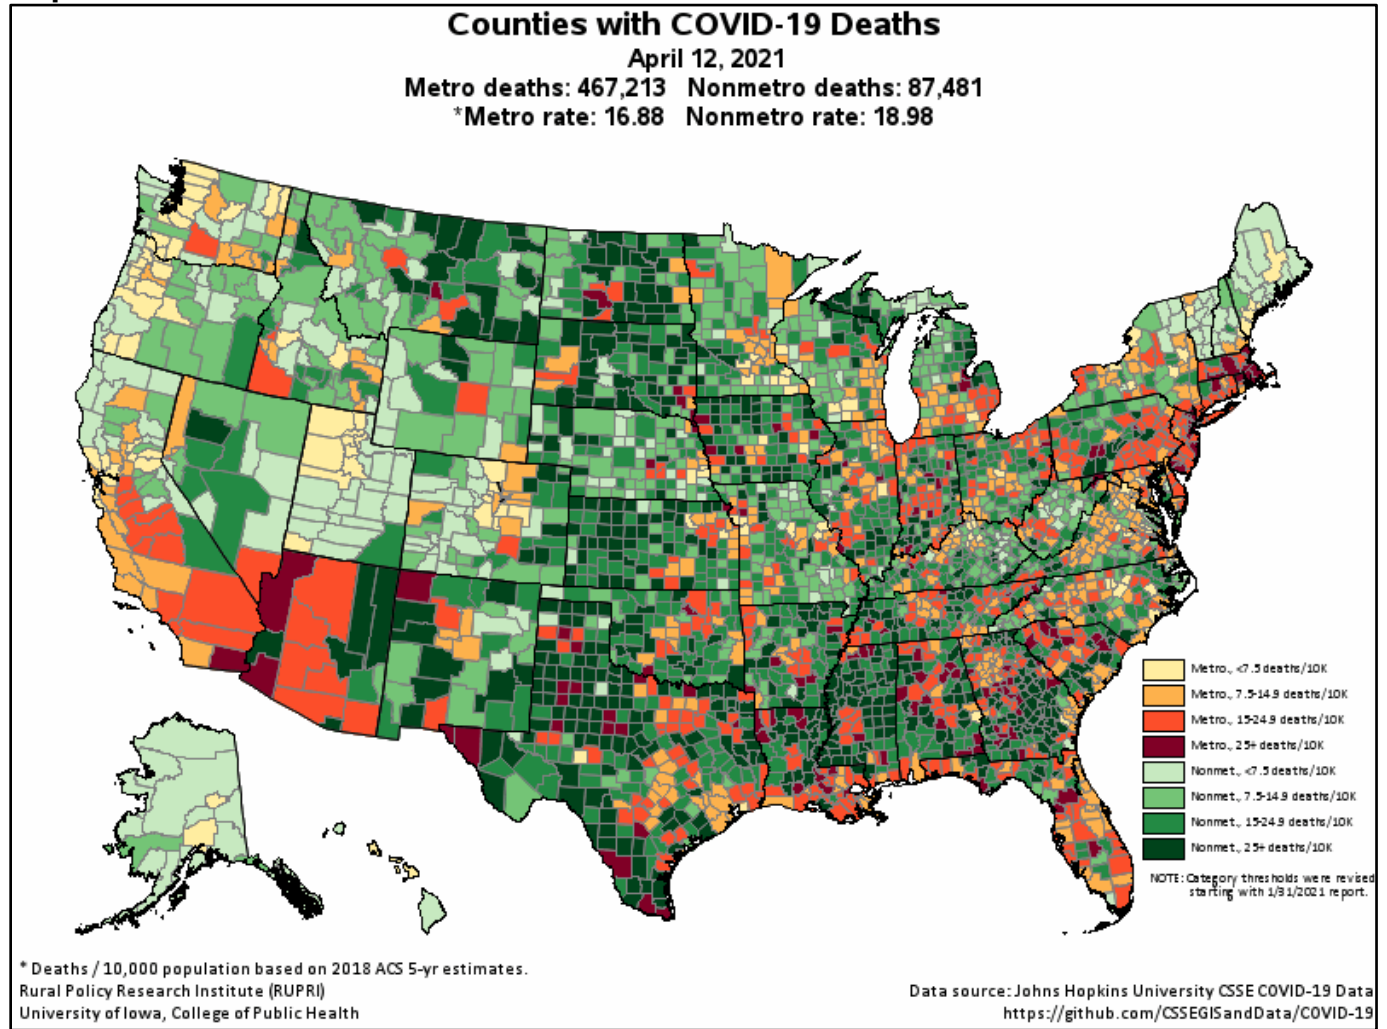 Counties with COVID-19 Deaths
April 12, 2021
Metro deaths: 467,213   Nonmetro deaths: 87,481
*Metro rate: 16.88   Nonmetro rate: 18.98
Metro., <7.5 deaths/10K
Metro., 7.5-14.9 deaths/10K
Metro., 15-24.9 deaths/10K
Metro., 25+ deaths/10K
Nonmet., <7.5 deaths/10K
Nonmet., 7.5-14.9 deaths/10K
Nonmet., 15-24.9 deaths/10K
Nonmet., 25+ deaths/10K
NOTE: Category thresholds were revised
starting with 1/31/2021 report.
* Deaths / 10,000 population based on 2018 ACS 5-yr estimates.
Rural Policy Research Institute (RUPRI)
University of Iowa, College of Public Health
Data source: Johns Hopkins University CSSE COVID-19 Data
https://github.com/CSSEGISandData/COVID-19